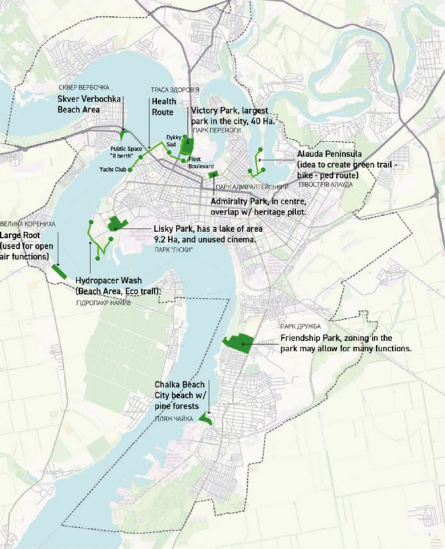 СКВЕР ВЕРБОЧКА
Skver Verbochka
Beach Area
ТРАСА ЗДОРОВ'Я
Health
Route
Victory Park, largest
park in the city, 40 Ha.
ПАРК ПЕРЕМОГИ
Dykky
Sad
Public Space
"8 berth"
Fleet
Boulevard
Yacht Club
Alauda Peninsula
(idea to create green trail -
bike - ped route)
ПІВОСТРІВ АЛАУДА
ПАРК АДМІРАЛТЕЙСЬКИЙ
Admiralty Park, in centre,
overlap w/ heritage pilot.
ВЕЛИКА КОРЕНИХА
Large Root
(used for open
air functions)
Lisky Park, has a lake of area
9.2 Ha, and unused cinema.
ПАРК "ЛІСКИ"
Hydropacer Wash
(Beach Area, Eco trail)
ГІДРОПАРК НАМИВ
ПАРК ДРУЖБА
Friendship Park, zoning in the
park may allow for many functions.
Chaika Beach
City beach w/
pine forests
ПЛЯЖ ЧАЙКА